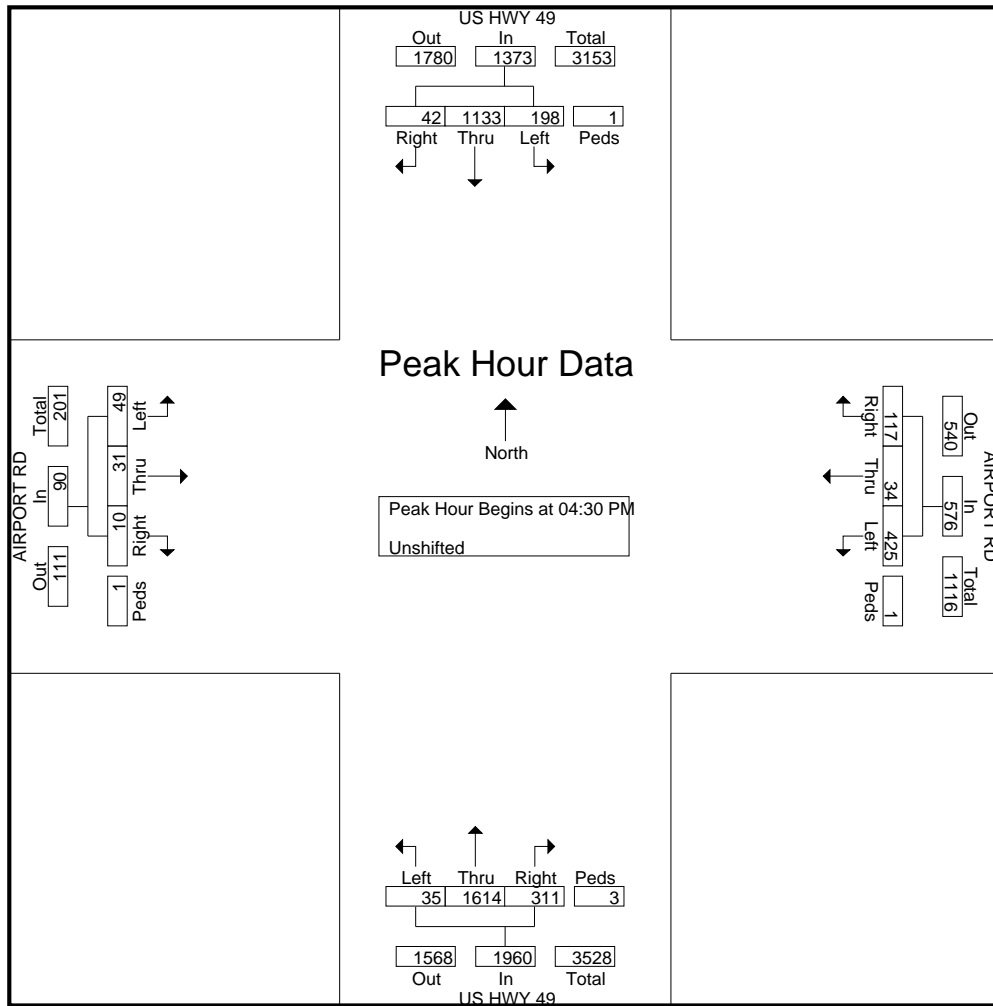 US HWY 49
Out In Total
1780 1373 3153
42 1133 198 1
Right Thru Left Peds
Peak Hour Data
North
Peak Hour Begins at 04:30 PM
Unshifted
AIRPORT RD
Total In Out
201 90 111
49 31 10 1
Left Thru Right Peds
Right Thru Left Peds
117 34 425 1
540 576 1116
Out In Total
AIRPORT RD
Left Thru Right Peds
35 1614 311 3
1568 1960 3528
Out In Total
US HWY 49